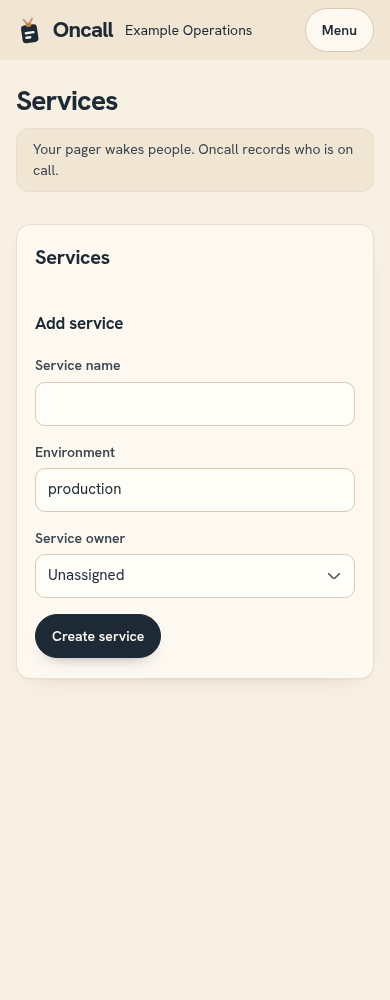 Oncall Example Operations Menu
Services
Your pager wakes people. Oncall records who is on
call.
Services
Add service
Service name
Environment
production
Service owner
Unassigned
Create service